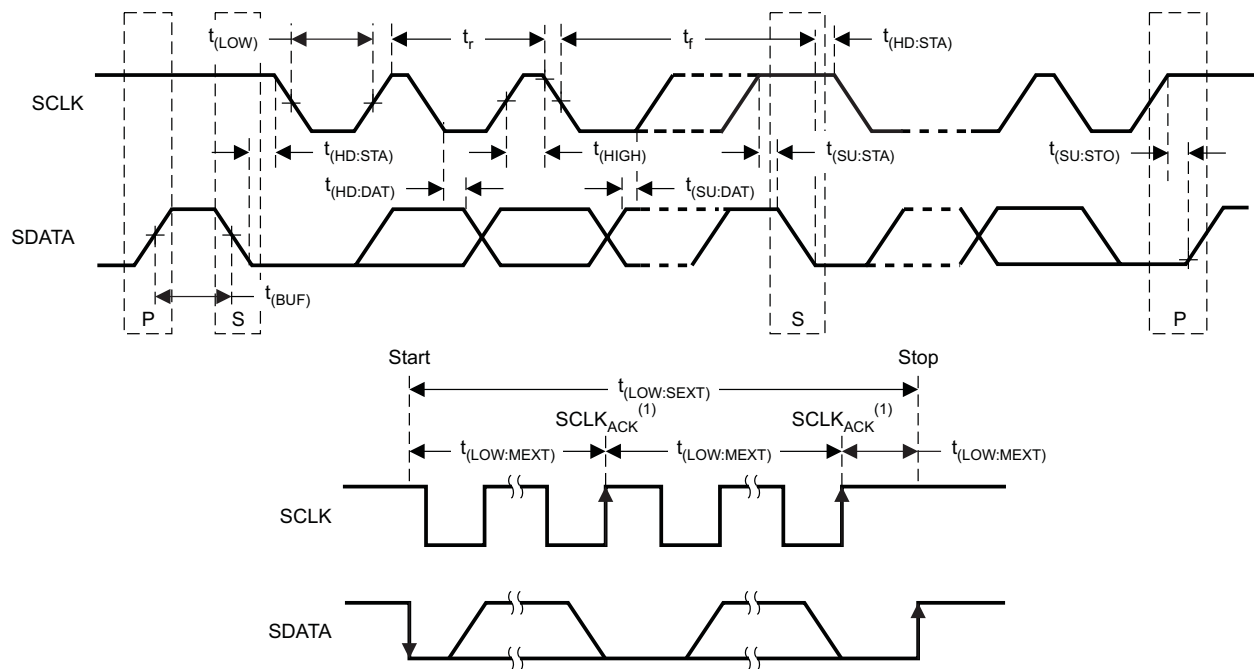 t(LOW)
tr
tf
t(HD:STA)
SCLK
t(HD:STA)
t(HIGH)
t(SU:STA)
t(SU:STO)
t(HD:DAT)
t(SU:DAT)
SDATA
t(BUF)
P
S
S
P
Start
Stop
t(LOW:SEXT)
SCLKACK(1)
SCLKACK(1)
t(LOW:MEXT)
t(LOW:MEXT)
t(LOW:MEXT)
SCLK
SDATA